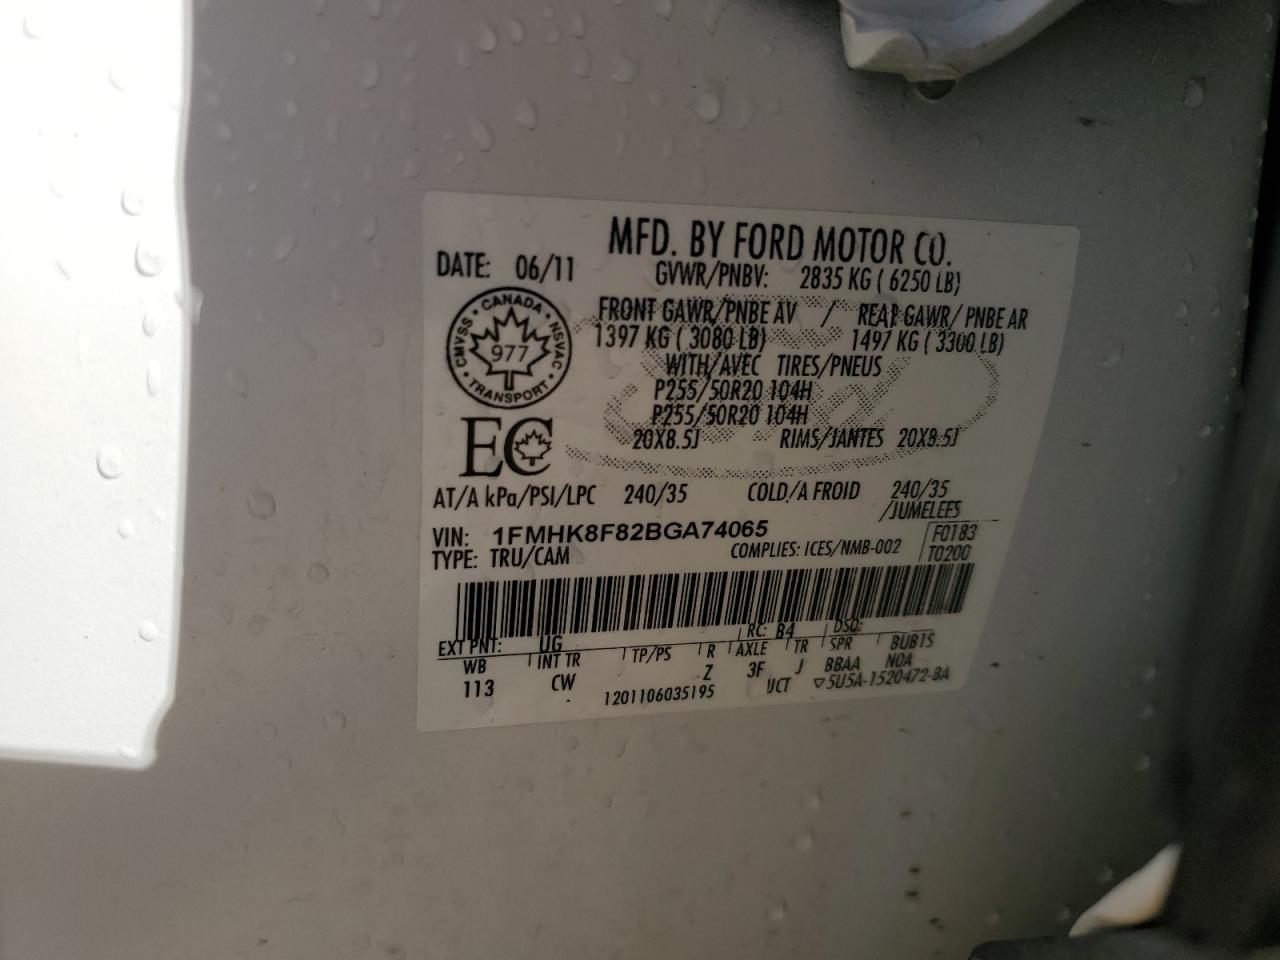 MFD. BY FORD MOTOR CO.
DATE: 06/11
GVWR/PNBV: 2835 KG ( 6250 LB)
CANADA
CMVSS
NSVAC
977
TRANSPORT
FRONT GAWR/PNBE AV / REAR GAWR/ PNBE AR
1397 KG ( 3080 LB) 1497 KG ( 3300 LB)
WITH/AVEC TIRES/PNEUS
P255/50R20 104H
P255/50R20 104H
EC
20X8.5J RIMS/JANTES 20X8.5J
AT/A kPa/PSI/LPC 240/35 COLD/A FROID 240/35
/JUMELEES
VIN: 1FMHK8F82BGA74065
F0183
TYPE: TRU/CAM COMPLIES: ICES/NMB-002
T0200
EXT PNT: UG RC: B4 DSO:
WB INT TR TP/PS R AXLE TR SPR BUB1S
113 CW Z 3F J BBAA NOA
1201106035195 UCT ▽5U5A-1520472-BA